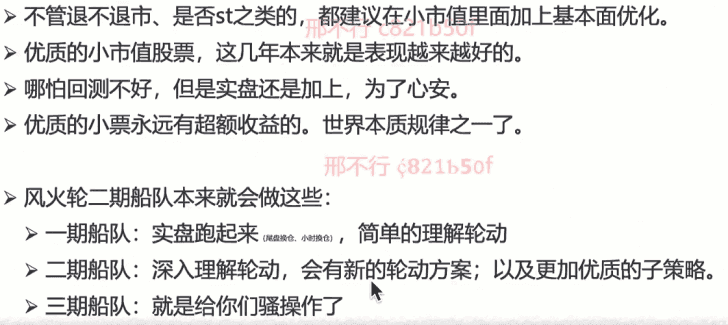 ➢ 不管退不退市、是否st之类的，都建议在小市值里面加上基本面优化。
邢不行 c821b50f
➢ 优质的小市值股票，这几年本来就是表现越来越好的。
➢ 哪怕回测不好，但是实盘还是加上，为了心安。
➢ 优质的小票永远有超额收益的。世界本质规律之一了。
邢不行 c821b50f
➢ 风火轮二期船队本来就会做这些：
➢ 一期船队：实盘跑起来（尾盘换仓、小时换仓），简单的理解轮动
➢ 二期船队：深入理解轮动，会有新的轮动方案；以及更加优质的子策略。
➢ 三期船队：就是给你们骚操作了